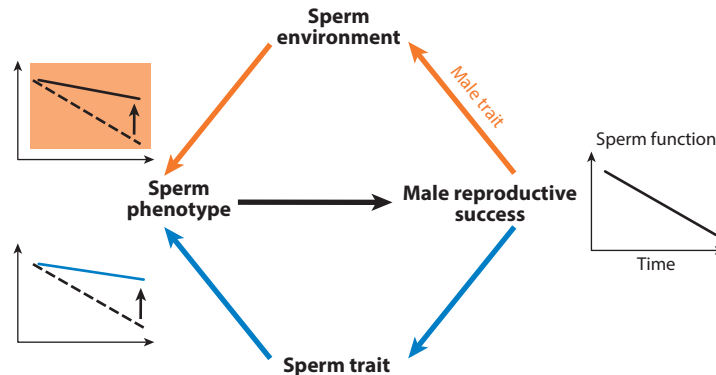 Sperm
environment
Male trait
Sperm function
Sperm
phenotype
Male reproductive
success
Time
Sperm trait